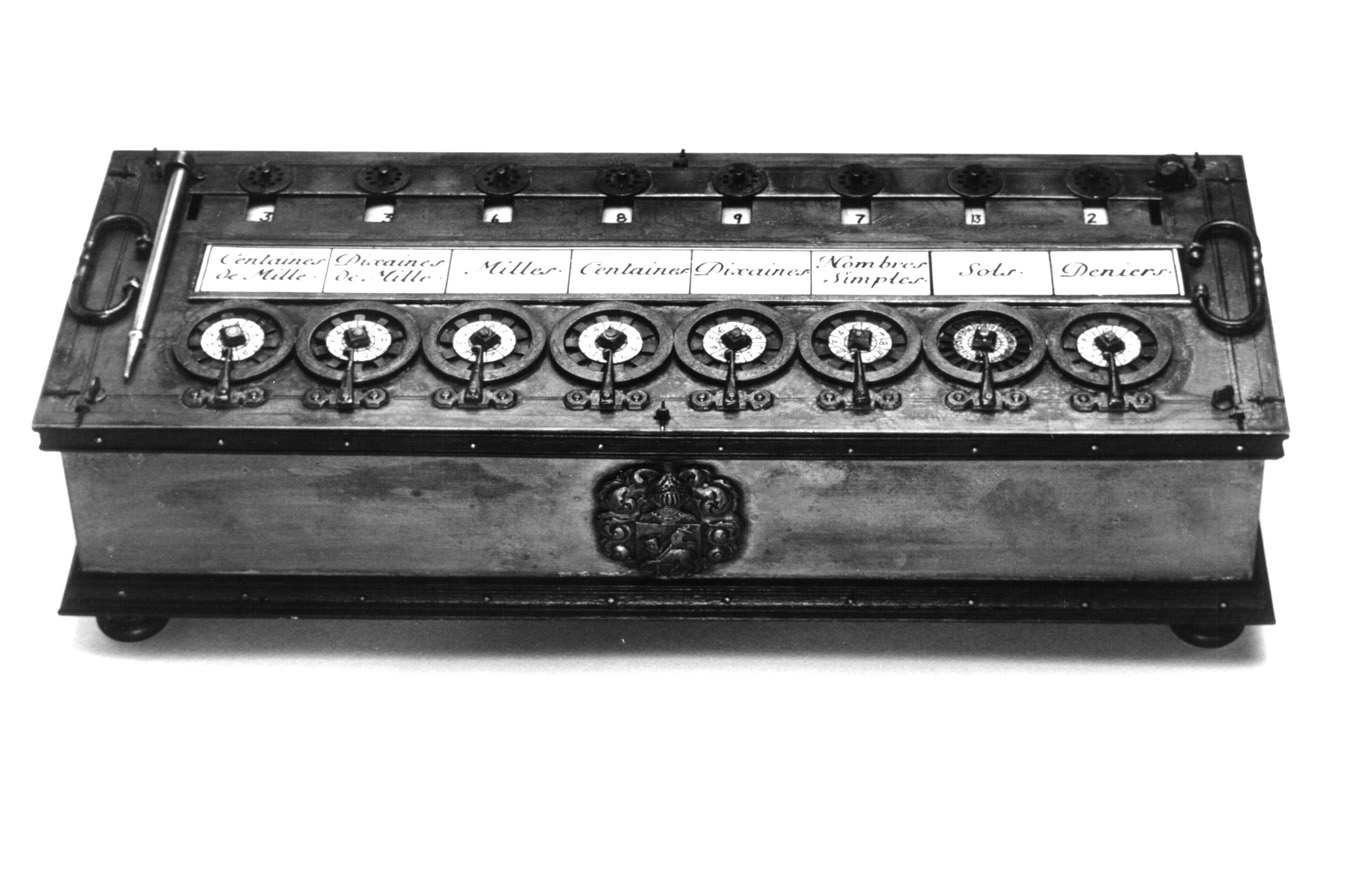 3 3 6 8 9 7 13 2
Centaines de Mille.
Dixaines de Mille
Milles.
Centaines
Dixaines
Nombres Simples.
Sols.
Deniers.